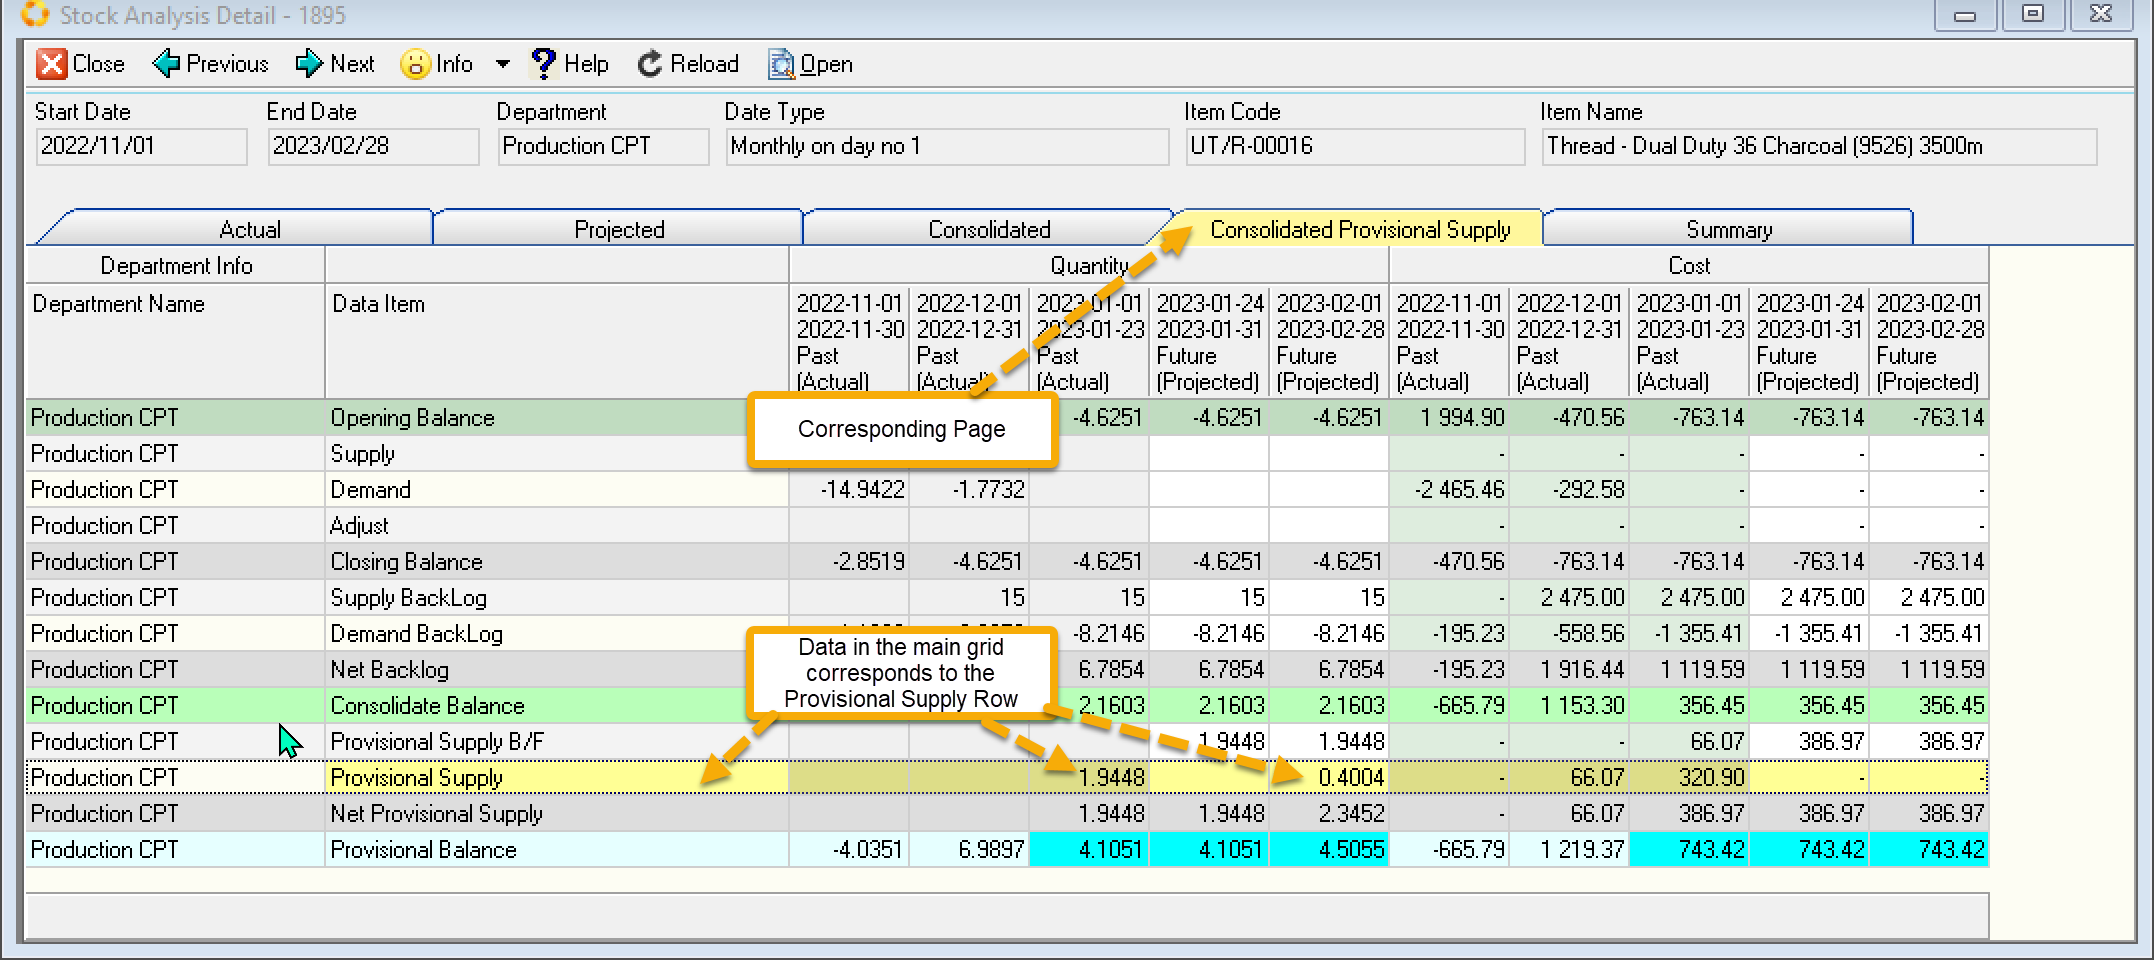 Stock Analysis Detail - 1895
Close Previous Next Info Help Reload Open
Start Date End Date Department Date Type Item Code Item Name
2022/11/01 2023/02/28 Production CPT Monthly on day no 1 UT/R-00016 Thread - Dual Duty 36 Charcoal (9526) 3500m
Actual Projected Consolidated Consolidated Provisional Supply Summary
Department Info Quantity Cost
Department Name Data Item 2022-11-01 2022-12-01 2023-01-01 2023-01-24 2023-02-01 2022-11-01 2022-12-01 2023-01-01 2023-01-24 2023-02-01
2022-11-30 2022-12-31 2023-01-23 2023-01-31 2023-02-28 2022-11-30 2022-12-31 2023-01-23 2023-01-31 2023-02-28
Past Past Past Future Future Past Past Past Future Future
(Actual) (Actual) (Actual) (Projected) (Projected) (Actual) (Actual) (Actual) (Projected) (Projected)
Production CPT Opening Balance -4.6251 -4.6251 -4.6251 1 994.90 -470.56 -763.14 -763.14 -763.14
Corresponding Page
Production CPT Supply - - - - -
Production CPT Demand -14.9422 -1.7732 -2 465.46 -292.58 - - -
Production CPT Adjust - - - - -
Production CPT Closing Balance -2.8519 -4.6251 -4.6251 -4.6251 -4.6251 -470.56 -763.14 -763.14 -763.14 -763.14
Production CPT Supply BackLog 15 15 15 15 - 2 475.00 2 475.00 2 475.00 2 475.00
Production CPT Demand BackLog -8.2146 -8.2146 -8.2146 -195.23 -558.56 -1 355.41 -1 355.41 -1 355.41
Data in the main grid
corresponds to the
Provisional Supply Row
Production CPT Net Backlog 6.7854 6.7854 6.7854 -195.23 1 916.44 1 119.59 1 119.59 1 119.59
Production CPT Consolidate Balance 2.1603 2.1603 2.1603 -665.79 1 153.30 356.45 356.45 356.45
Production CPT Provisional Supply B/F 1.9448 1.9448 - - 66.07 386.97 386.97
Production CPT Provisional Supply 1.9448 0.4004 - 66.07 320.90 - -
Production CPT Net Provisional Supply 1.9448 1.9448 2.3452 - 66.07 386.97 386.97 386.97
Production CPT Provisional Balance -4.0351 6.9897 4.1051 4.1051 4.5055 -665.79 1 219.37 743.42 743.42 743.42